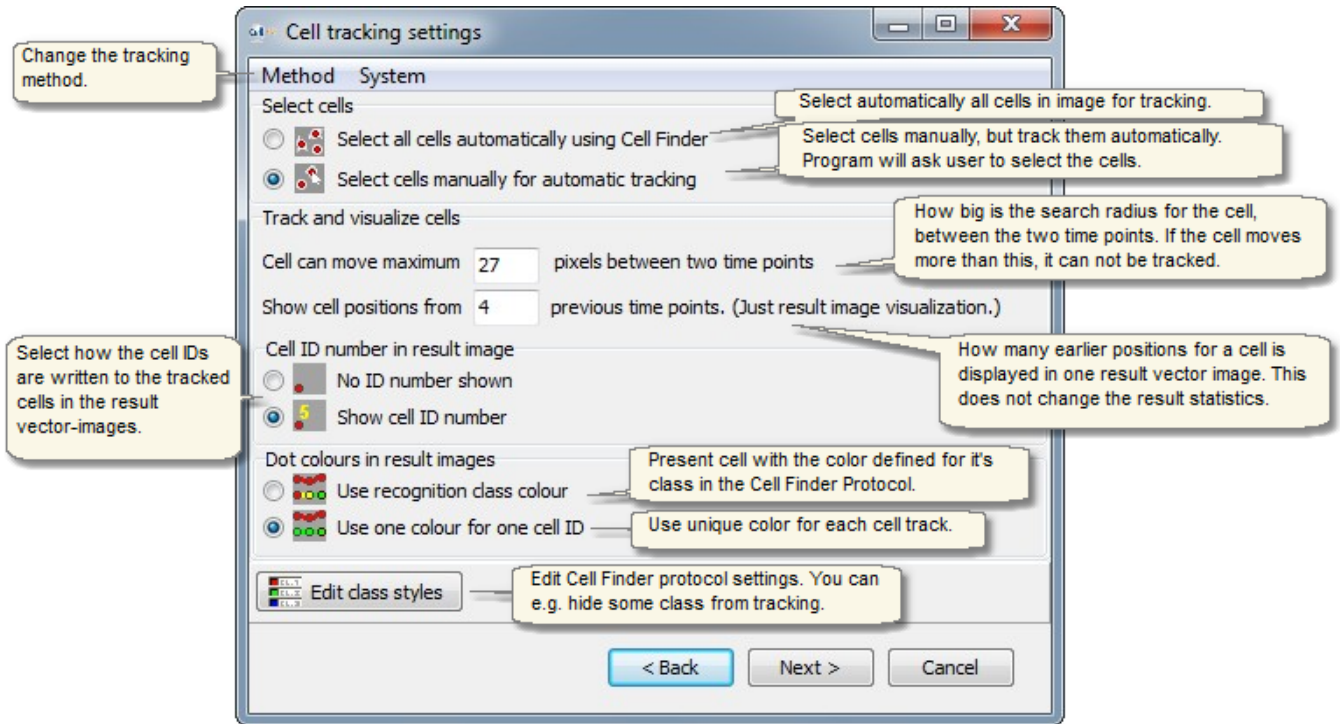 Cell tracking settings
Change the tracking
method.
Method System
Select cells
Select automatically all cells in image for tracking.
Select all cells automatically using Cell Finder
Select cells manually, but track them automatically.
Program will ask user to select the cells.
Select cells manually for automatic tracking
Track and visualize cells
How big is the search radius for the cell,
between the two time points. If the cell moves
more than this, it can not be tracked.
Cell can move maximum 27 pixels between two time points
Show cell positions from 4 previous time points. (Just result image visualization.)
How many earlier positions for a cell is
displayed in one result vector image. This
does not change the result statistics.
Select how the cell IDs
are written to the tracked
cells in the result
vector-images.
Cell ID number in result image
No ID number shown
5 Show cell ID number
Dot colours in result images
Present cell with the color defined for it's
class in the Cell Finder Protocol.
Use recognition class colour
Use one colour for one cell ID
Use unique color for each cell track.
CL.1
CL.2
CL.3
Edit class styles
Edit Cell Finder protocol settings. You can
e.g. hide some class from tracking.
< Back Next > Cancel